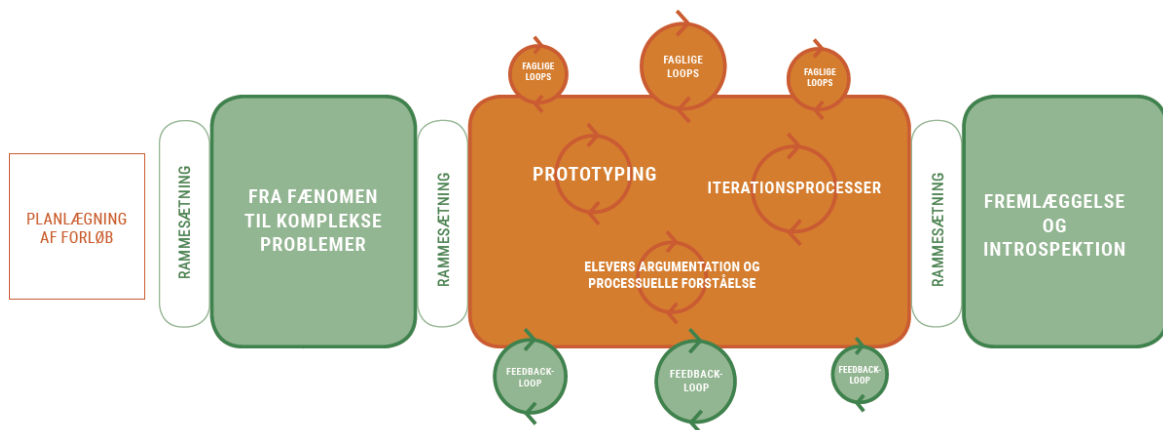 PLANLÆGNING
AF FORLØB
RAMMESÆTNING
FRA FÆNOMEN
TIL KOMPLEKSE
PROBLEMER
RAMMESÆTNING
FAGLIGE
LOOPS
FAGLIGE
LOOPS
FAGLIGE
LOOPS
PROTOTYPING
ITERATIONSPROCESSER
ELEVERS ARGUMENTATION OG
PROCESSUELLE FORSTÅELSE
FEEDBACK-
LOOP
FEEDBACK-
LOOP
FEEDBACK-
LOOP
RAMMESÆTNING
FREMLÆGGELSE
OG
INTROSPEKTION